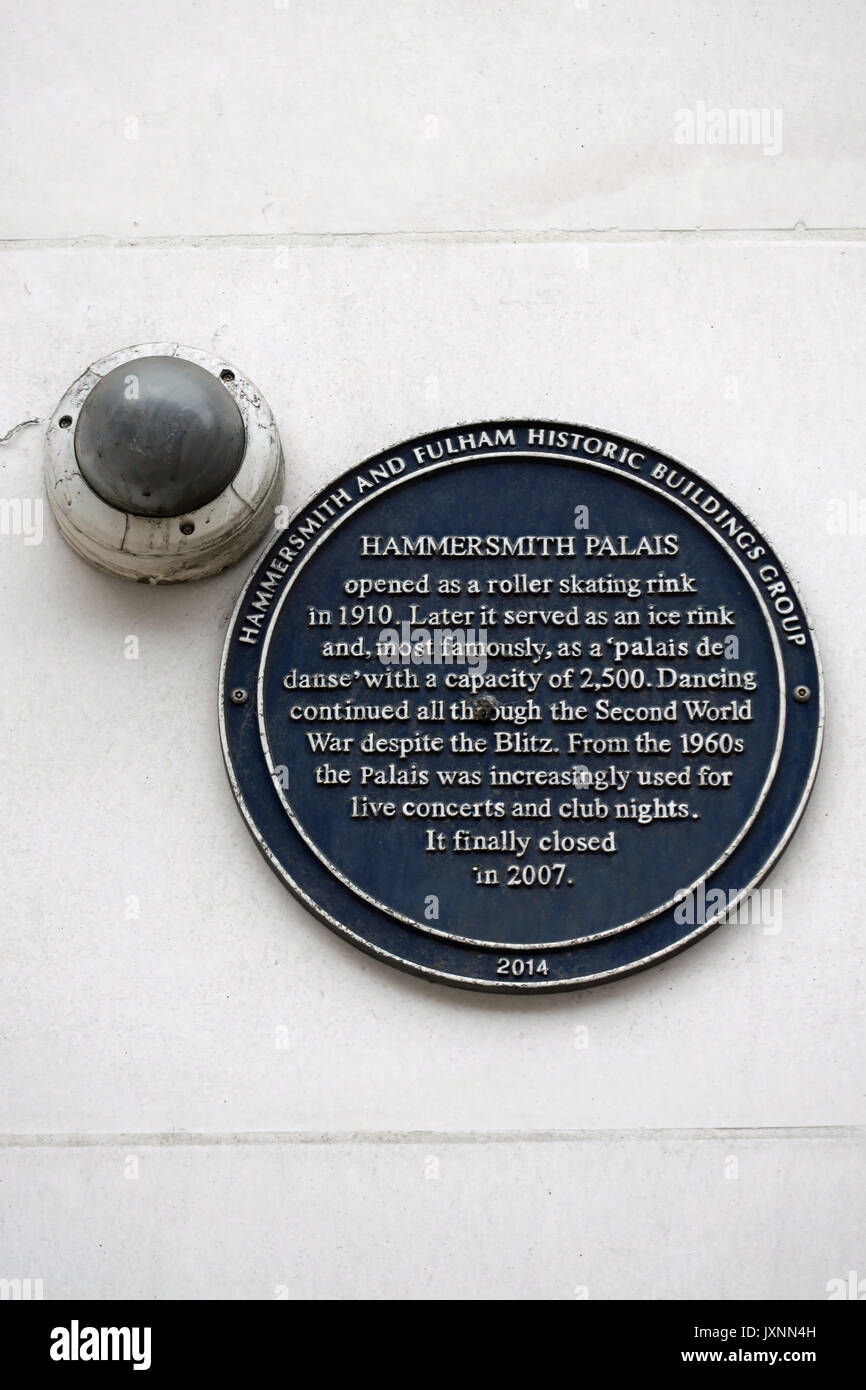 HAMMERSMITH AND FULHAM HISTORIC BUILDINGS GROUP
HAMMERSMITH PALAIS
opened as a roller skating rink
in 1910. Later it served as an ice rink
and, most famously, as a 'palais de
danse' with a capacity of 2,500. Dancing
continued all through the Second World
War despite the Blitz. From the 1960s
the Palais was increasingly used for
live concerts and club nights.
It finally closed
in 2007.
2014
alamy
alamy
a
a
a
a
alamy stock photo
JXNN4H
www.alamy.com